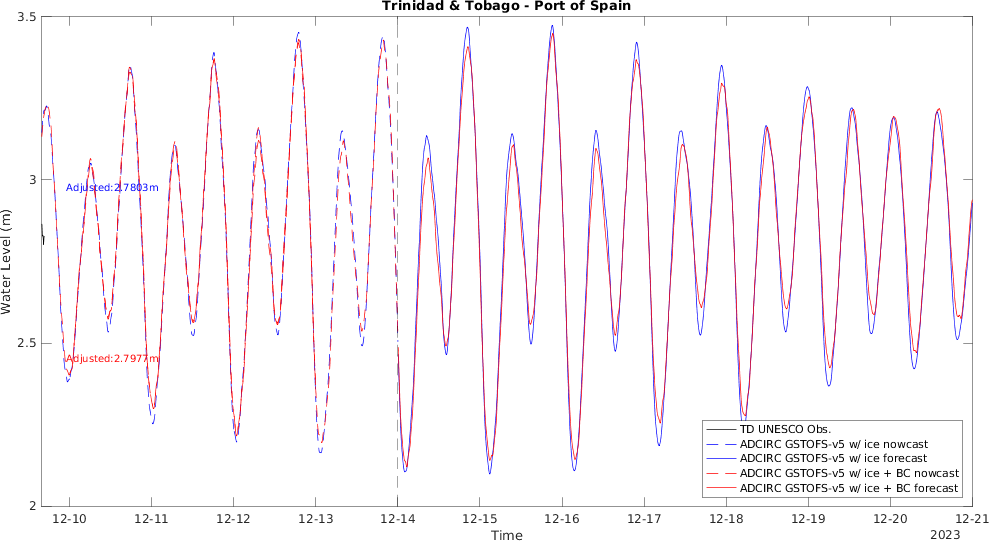 Trinidad & Tobago - Port of Spain
3.5
3
2.5
2
Water Level (m)
Adjusted:2.7803m
Adjusted:2.7977m
TD UNESCO Obs.
ADCIRC GSTOFS-v5 w/ ice nowcast
ADCIRC GSTOFS-v5 w/ ice forecast
ADCIRC GSTOFS-v5 w/ ice + BC nowcast
ADCIRC GSTOFS-v5 w/ ice + BC forecast
12-10 12-11 12-12 12-13 12-14 12-15 12-16 12-17 12-18 12-19 12-20 12-21
Time
2023